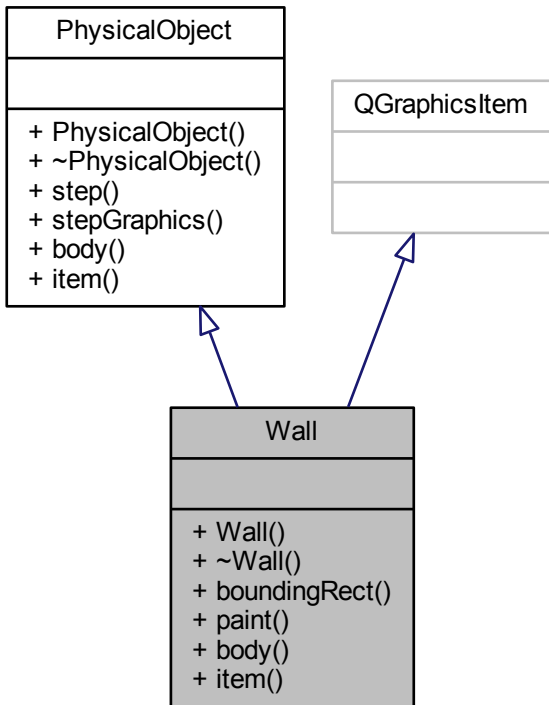 PhysicalObject
+ PhysicalObject()
+ ~PhysicalObject()
+ step()
+ stepGraphics()
+ body()
+ item()
QGraphicsItem
Wall
+ Wall()
+ ~Wall()
+ boundingRect()
+ paint()
+ body()
+ item()